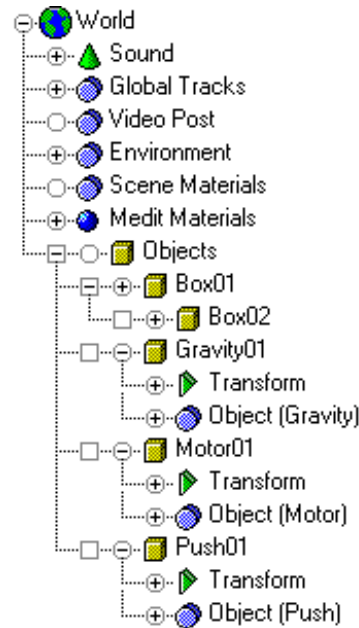 World
Sound
Global Tracks
Video Post
Environment
Scene Materials
Medit Materials
Objects
Box01
Box02
Gravity01
Transform
Object (Gravity)
Motor01
Transform
Object (Motor)
Push01
Transform
Object (Push)